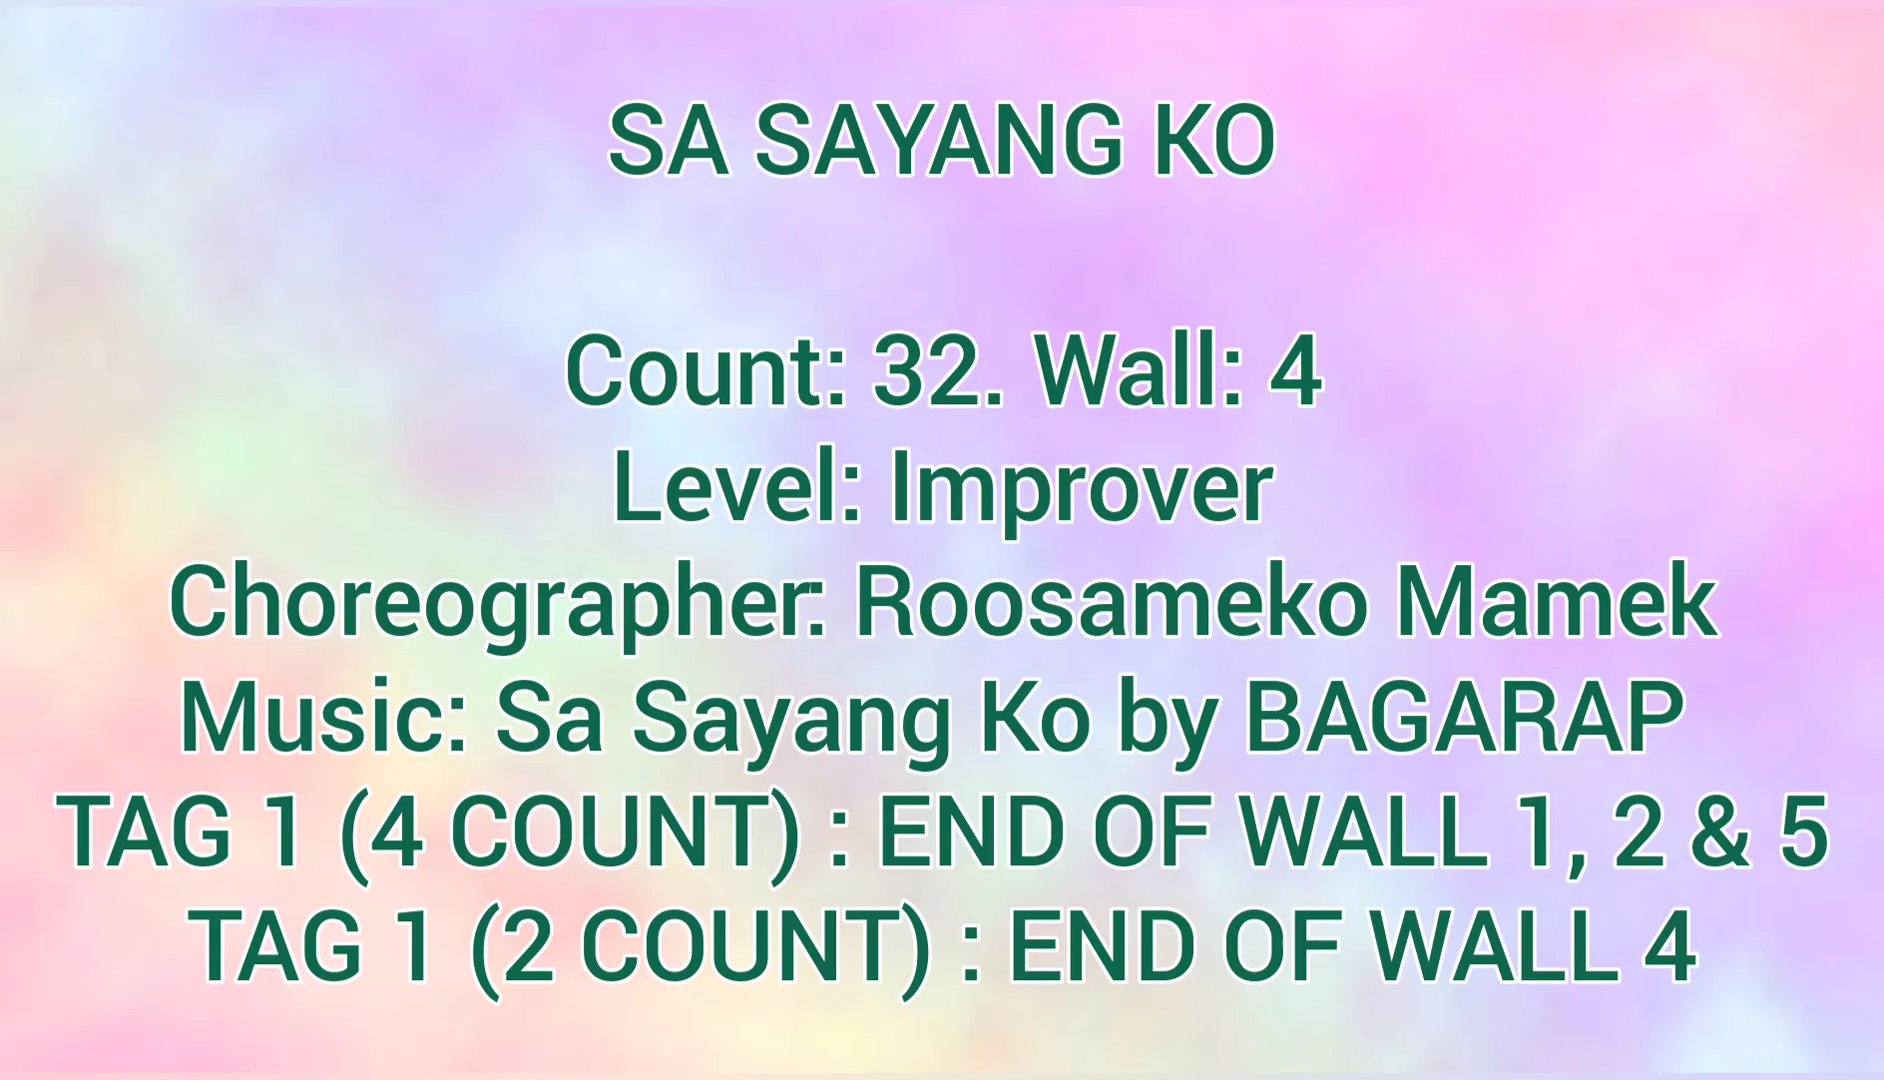 SA SAYANG KO
Count: 32. Wall: 4
Level: Improver
Choreographer: Roosameko Mamek
Music: Sa Sayang Ko by BAGARAP
TAG 1 (4 COUNT) : END OF WALL 1, 2 & 5
TAG 1 (2 COUNT) : END OF WALL 4